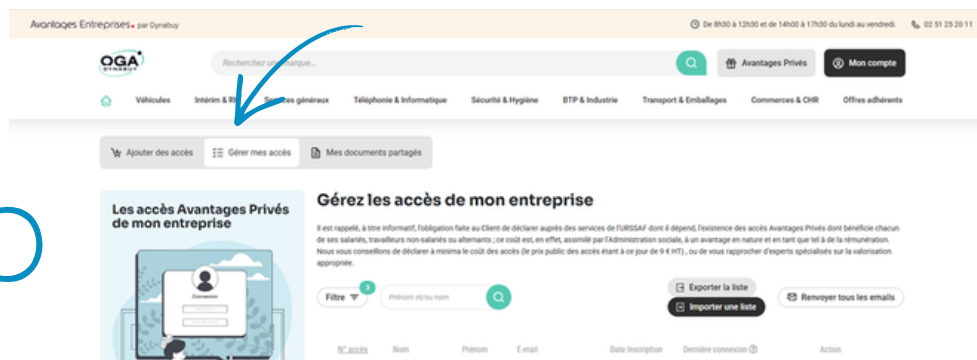 Avantages Entreprises. par Dynabuy
De 8h30 à 12h30 et de 14h00 à 17h30 du lundi au vendredi.
02 51 25 20 11
OGA
DYNABUY
Recherchez une marque...
Avantages Privés
Mon compte
Véhicules
Intérim & RH
Services généraux
Téléphonie & Informatique
Sécurité & Hygiène
BTP & Industrie
Transport & Emballages
Commerces & CHR
Offres adhérents
Ajouter des accès
Gérer mes accès
Mes documents partagés
Les accès Avantages Privés
de mon entreprise
Connexion
Gérez les accès de mon entreprise
Il est rappelé, à titre informatif, l'obligation faite au Client de déclarer auprès des services de l'URSSAF dont il dépend, l'existence des accès Avantages Privés dont bénéficie chacun
de ses salariés, travailleurs non-salariés ou alternants ; ce coût est, en effet, assimilé par l'Administration sociale, à un avantage en nature et en tant que tel à de la rémunération.
Nous vous conseillons de déclarer à minima le coût des accès (le prix public des accès étant à ce jour de 9 € HT) , ou de vous rapprocher d'experts spécialisés sur la valorisation
appropriée.
Filtre
3
Prénom et/ou nom
Exporter la liste
Importer une liste
Renvoyer tous les emails
N° accès
Nom
Prénom
E-mail
Date Inscription
Dernière connexion
Action